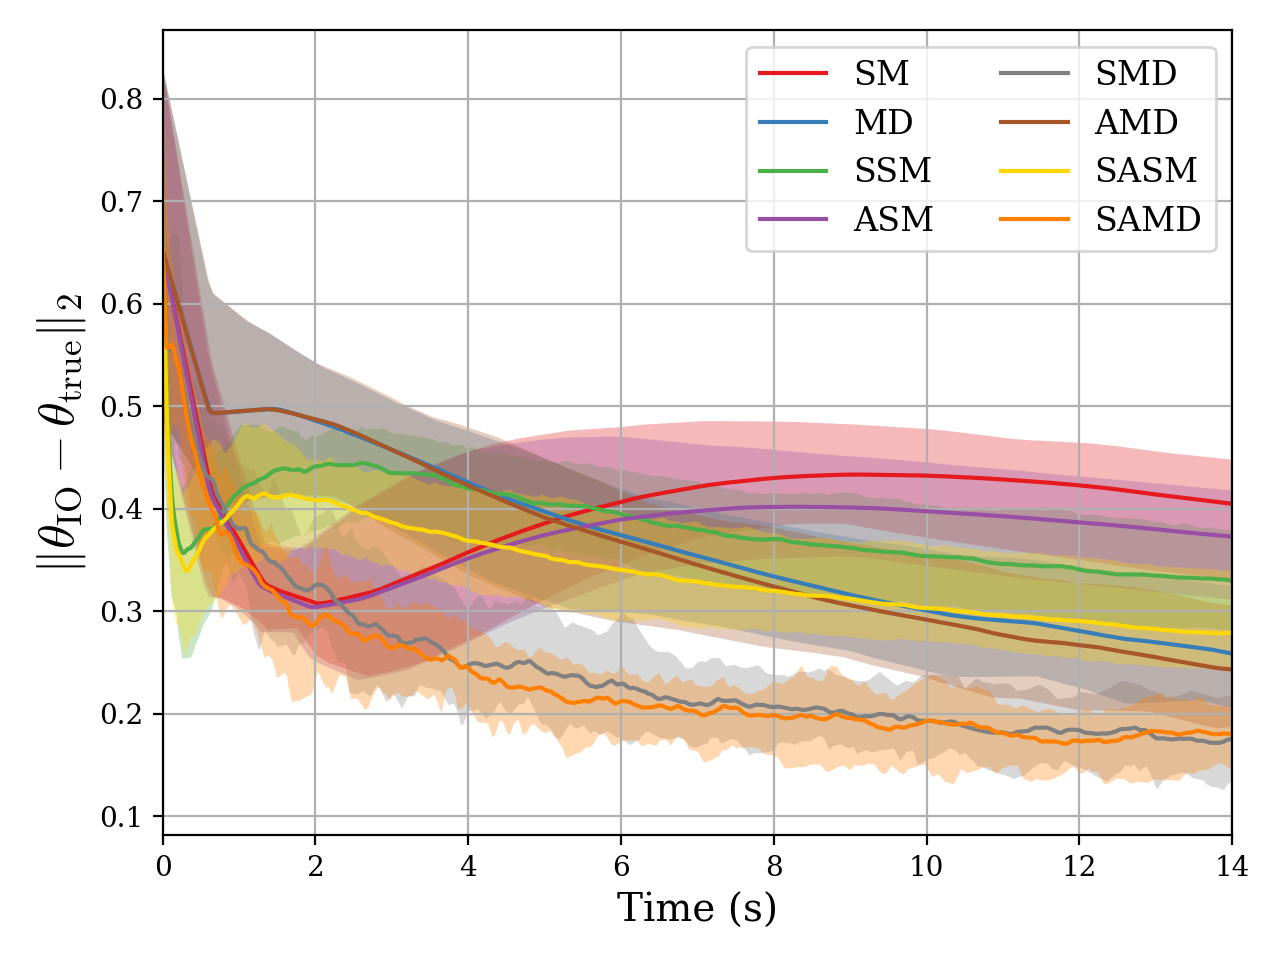 0.8
0.7
0.6
0.5
0.4
0.3
0.2
0.1
||θ_IO − θ_true||_2
SM
MD
SSM
ASM
SMD
AMD
SASM
SAMD
0 2 4 6 8 10 12 14
Time (s)